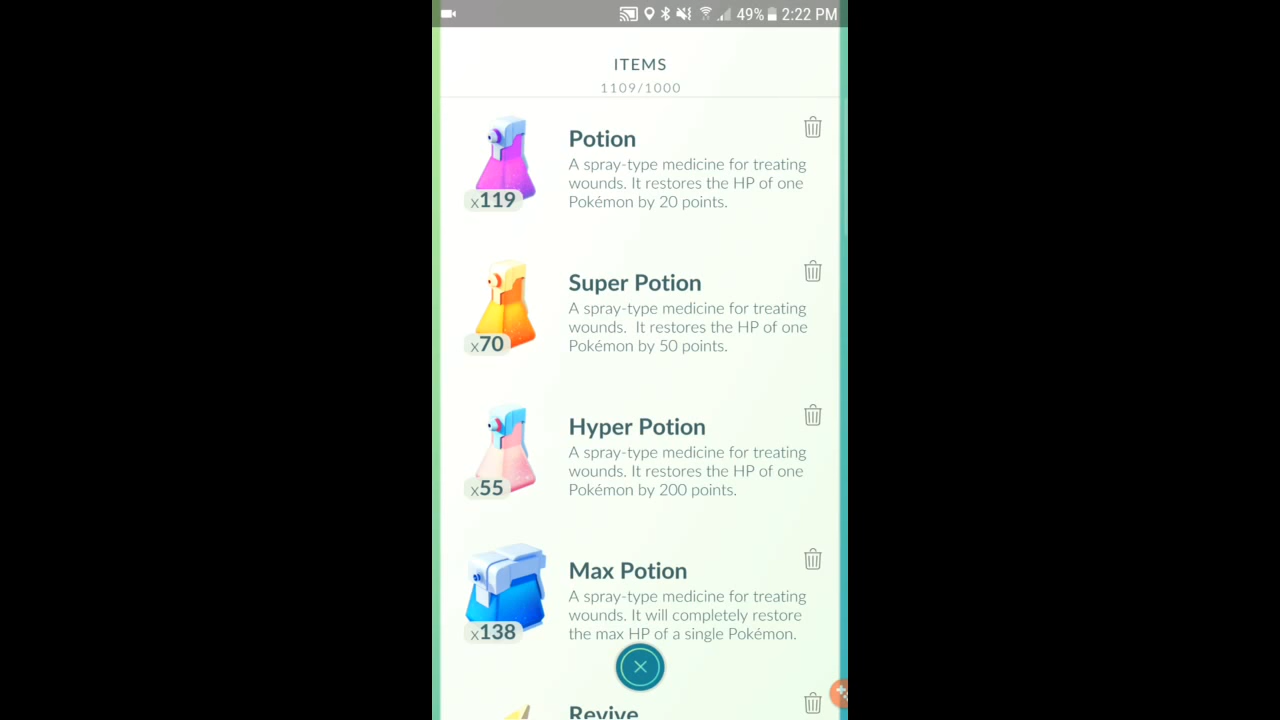 49% 2:22 PM
ITEMS
1109/1000
Potion
A spray-type medicine for treating
wounds. It restores the HP of one
Pokémon by 20 points.
x119
Super Potion
A spray-type medicine for treating
wounds.  It restores the HP of one
Pokémon by 50 points.
x70
Hyper Potion
A spray-type medicine for treating
wounds. It restores the HP of one
Pokémon by 200 points.
x55
Max Potion
A spray-type medicine for treating
wounds. It will completely restore
the max HP of a single Pokémon.
x138
Revive